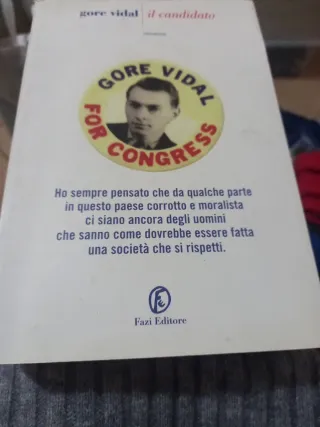 gore vidal il candidato
GORE VIDAL
FOR CONGRESS
Ho sempre pensato che da qualche parte
in questo paese corrotto e moralista
ci siano ancora degli uomini
che sanno come dovrebbe essere fatta
una società che si rispetti.
Fazi Editore